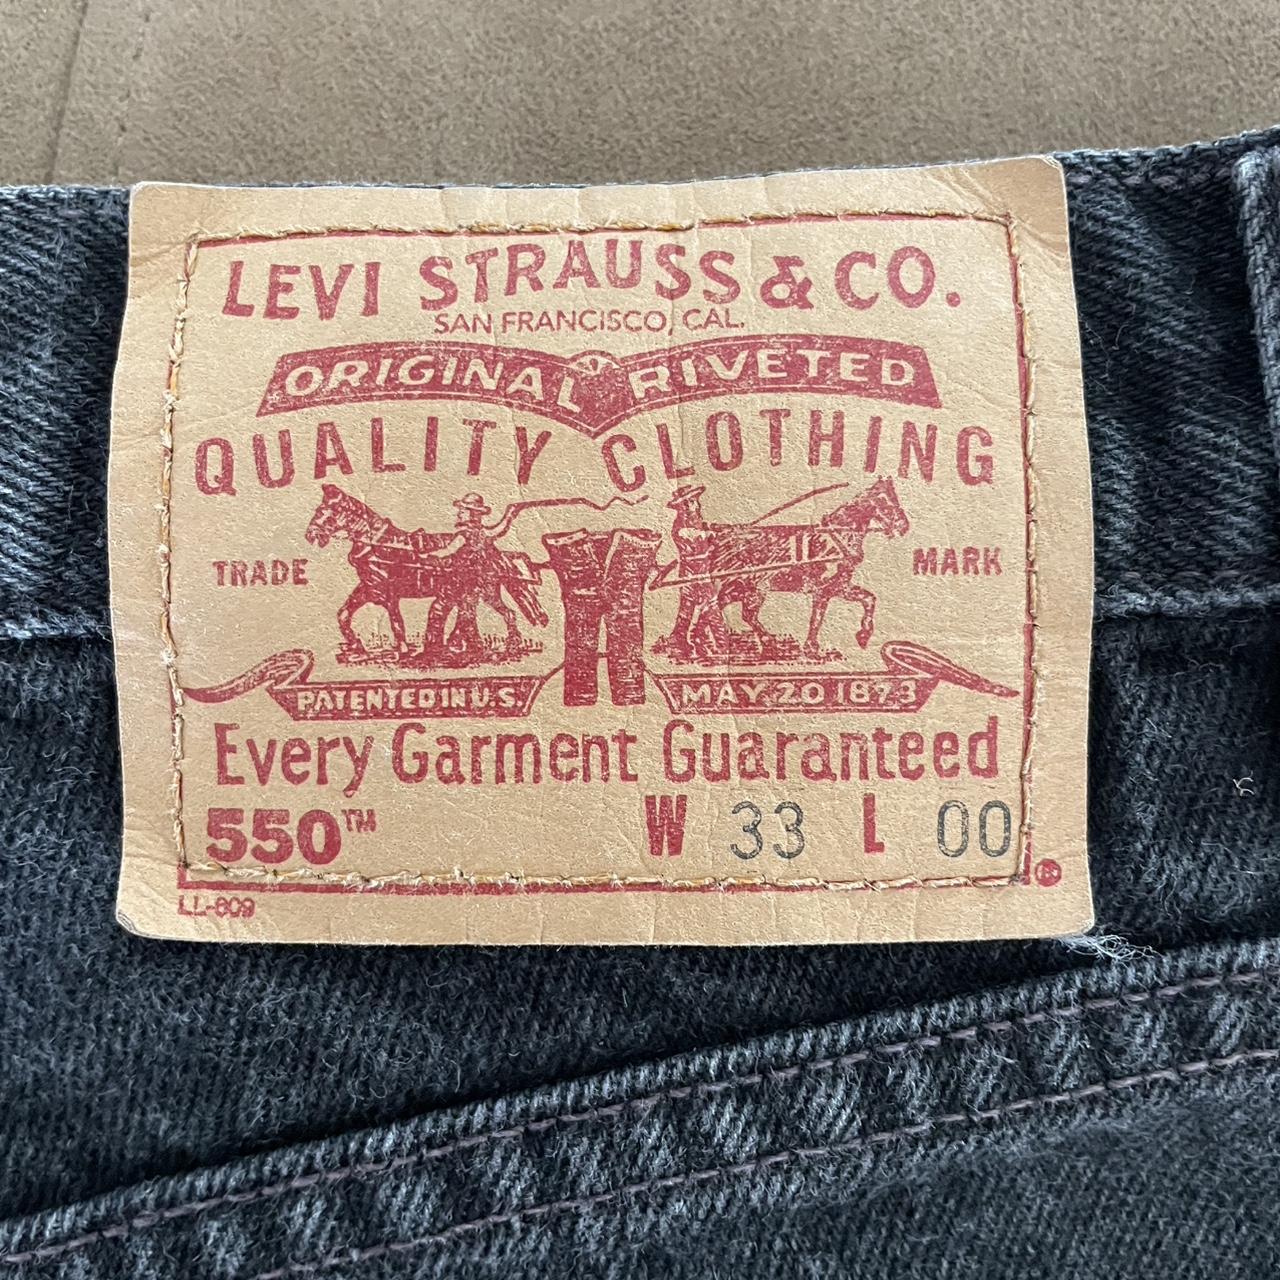 LEVI STRAUSS & CO.
SAN FRANCISCO, CAL.
ORIGINAL RIVETED
QUALITY CLOTHING
TRADE MARK
PATENTED IN U.S. MAY 20 1873
Every Garment Guaranteed
550™ W 33 L 00
®
LL-609